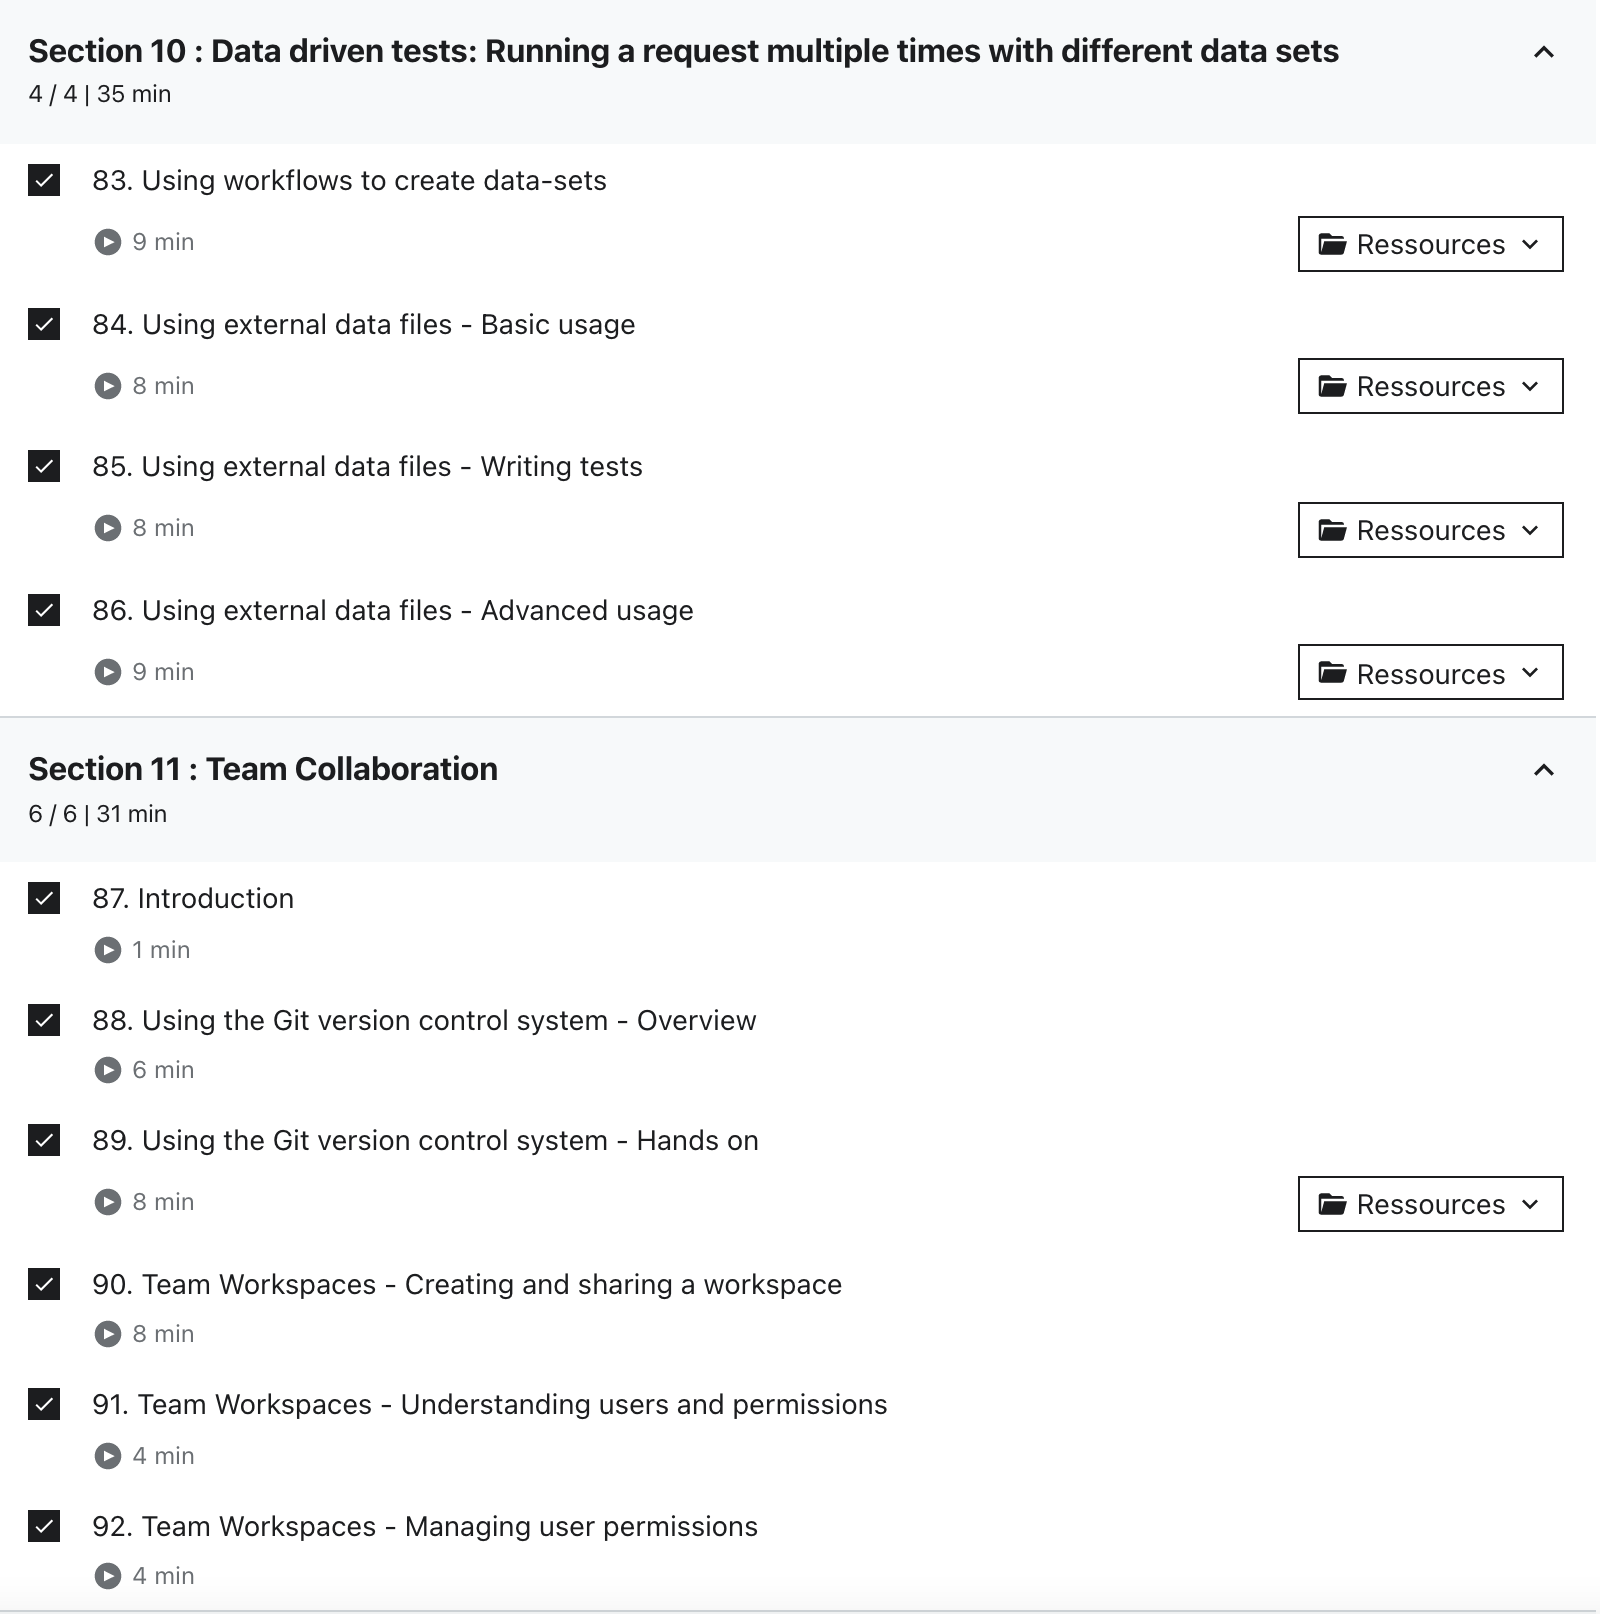 Section 10 : Data driven tests: Running a request multiple times with different data sets
4 / 4 | 35 min
83. Using workflows to create data-sets
9 min
Ressources
84. Using external data files - Basic usage
8 min
Ressources
85. Using external data files - Writing tests
8 min
Ressources
86. Using external data files - Advanced usage
9 min
Ressources
Section 11 : Team Collaboration
6 / 6 | 31 min
87. Introduction
1 min
88. Using the Git version control system - Overview
6 min
89. Using the Git version control system - Hands on
8 min
Ressources
90. Team Workspaces - Creating and sharing a workspace
8 min
91. Team Workspaces - Understanding users and permissions
4 min
92. Team Workspaces - Managing user permissions
4 min